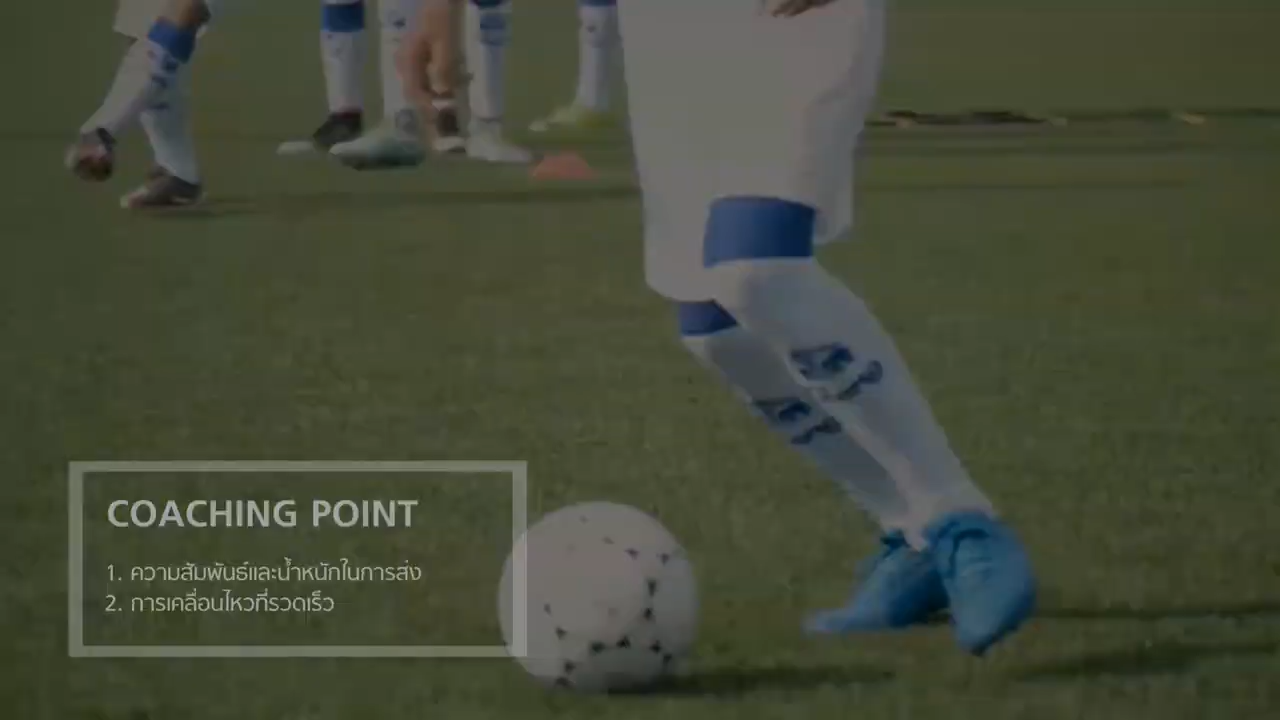 COACHING POINT
1. ความสัมพันธ์และน้ำหนักในการส่ง
2. การเคลื่อนไหวที่รวดเร็ว